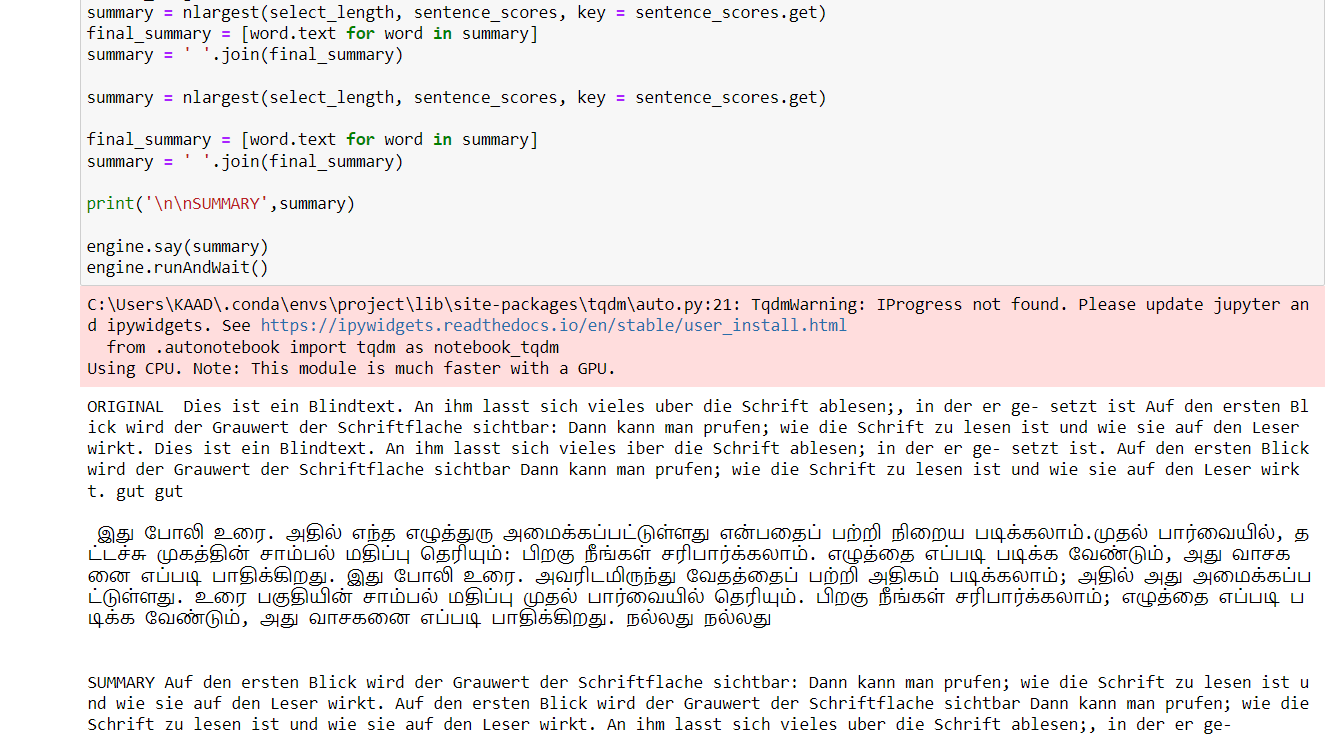 summary = nlargest(select_length, sentence_scores, key = sentence_scores.get)
final_summary = [word.text for word in summary]
summary = ' '.join(final_summary)
summary = nlargest(select_length, sentence_scores, key = sentence_scores.get)
final_summary = [word.text for word in summary]
summary = ' '.join(final_summary)
print('\n\nSUMMARY',summary)
engine.say(summary)
engine.runAndWait()
C:\Users\KAAD\.conda\envs\project\lib\site-packages\tqdm\auto.py:21: TqdmWarning: IProgress not found. Please update jupyter an
d ipywidgets. See https://ipywidgets.readthedocs.io/en/stable/user_install.html
from .autonotebook import tqdm as notebook_tqdm
Using CPU. Note: This module is much faster with a GPU.
ORIGINAL  Dies ist ein Blindtext. An ihm lasst sich vieles uber die Schrift ablesen;, in der er ge- setzt ist Auf den ersten Bl
ick wird der Grauwert der Schriftflache sichtbar: Dann kann man prufen; wie die Schrift zu lesen ist und wie sie auf den Leser
wirkt. Dies ist ein Blindtext. An ihm lasst sich vieles iber die Schrift ablesen; in der er ge- setzt ist. Auf den ersten Blick
wird der Grauwert der Schriftflache sichtbar Dann kann man prufen; wie die Schrift zu lesen ist und wie sie auf den Leser wirk
t. gut gut
இது போலி உரை. அதில் எந்த எழுத்துரு அமைக்கப்பட்டுள்ளது என்பதைப் பற்றி நிறைய படிக்கலாம்.முதல் பார்வையில், த
ட்டச்சு முகத்தின் சாம்பல் மதிப்பு தெரியும்: பிறகு நீங்கள் சரிபார்க்கலாம். எழுத்தை எப்படி படிக்க வேண்டும், அது வாசக
னை எப்படி பாதிக்கிறது. இது போலி உரை. அவரிடமிருந்து வேதத்தைப் பற்றி அதிகம் படிக்கலாம்; அதில் அது அமைக்கப்ப
ட்டுள்ளது. உரை பகுதியின் சாம்பல் மதிப்பு முதல் பார்வையில் தெரியும். பிறகு நீங்கள் சரிபார்க்கலாம்; எழுத்தை எப்படி ப
டிக்க வேண்டும், அது வாசகனை எப்படி பாதிக்கிறது. நல்லது நல்லது
SUMMARY Auf den ersten Blick wird der Grauwert der Schriftflache sichtbar: Dann kann man prufen; wie die Schrift zu lesen ist u
nd wie sie auf den Leser wirkt. Auf den ersten Blick wird der Grauwert der Schriftflache sichtbar Dann kann man prufen; wie die
Schrift zu lesen ist und wie sie auf den Leser wirkt. An ihm lasst sich vieles uber die Schrift ablesen;, in der er ge-